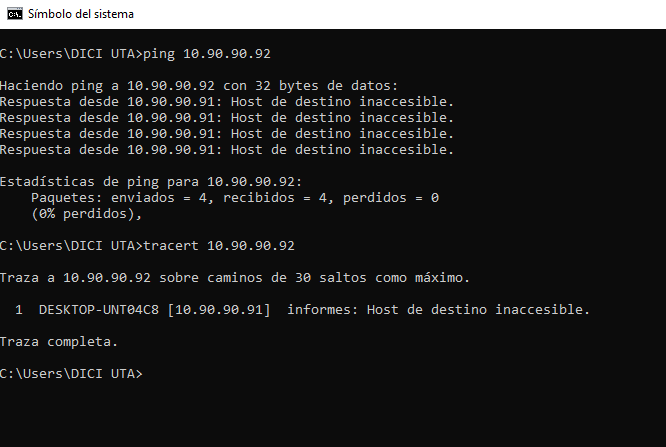 Símbolo del sistema
C:\Users\DICI UTA>ping 10.90.90.92
Haciendo ping a 10.90.90.92 con 32 bytes de datos:
Respuesta desde 10.90.90.91: Host de destino inaccesible.
Respuesta desde 10.90.90.91: Host de destino inaccesible.
Respuesta desde 10.90.90.91: Host de destino inaccesible.
Respuesta desde 10.90.90.91: Host de destino inaccesible.
Estadísticas de ping para 10.90.90.92:
    Paquetes: enviados = 4, recibidos = 4, perdidos = 0
    (0% perdidos),
C:\Users\DICI UTA>tracert 10.90.90.92
Traza a 10.90.90.92 sobre caminos de 30 saltos como máximo.
  1  DESKTOP-UNT04C8 [10.90.90.91]  informes: Host de destino inaccesible.
Traza completa.
C:\Users\DICI UTA>